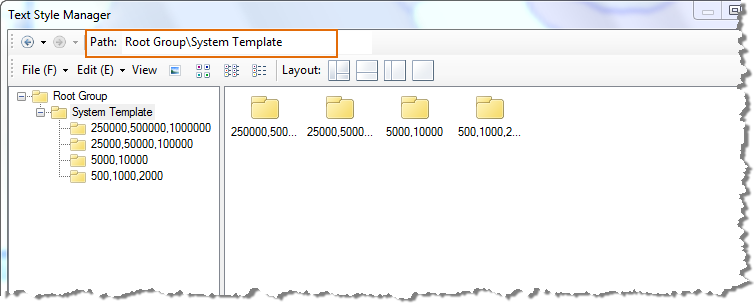 Text Style Manager
Path: Root Group\System Template
File (F) Edit (E) View Layout:
Root Group
System Template
250000,500000,1000000
25000,50000,100000
5000,10000
500,1000,2000
250000,500... 25000,5000... 5000,10000 500,1000,2...